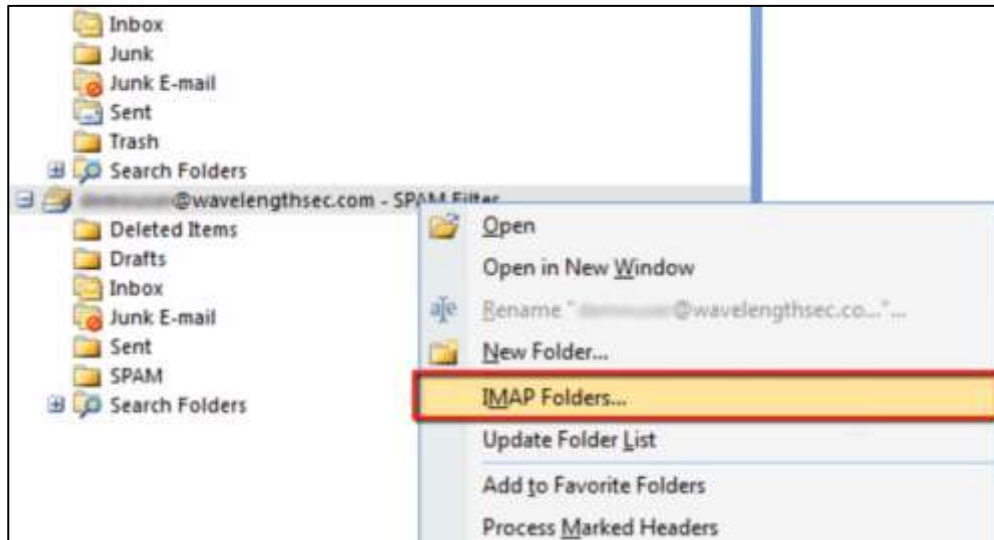 Inbox
Junk
Junk E-mail
Sent
Trash
Search Folders
@wavelengthsec.com - SPAM Filter
Deleted Items
Drafts
Inbox
Junk E-mail
Sent
SPAM
Search Folders
Open
Open in New Window
Rename " @wavelengthsec.co..."...
New Folder...
IMAP Folders...
Update Folder List
Add to Favorite Folders
Process Marked Headers